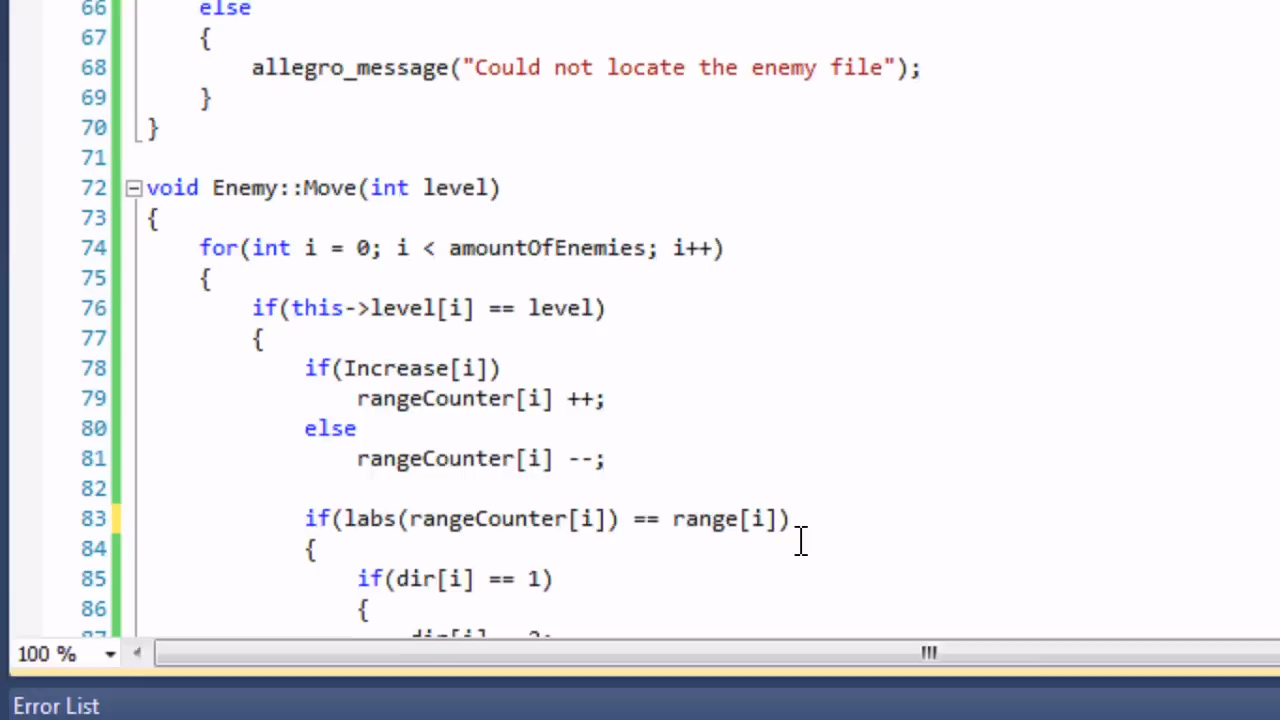 66 else
67 {
68 allegro_message("Could not locate the enemy file");
69 }
70 }
71
72 void Enemy::Move(int level)
73 {
74 for(int i = 0; i < amountOfEnemies; i++)
75 {
76 if(this->level[i] == level)
77 {
78 if(Increase[i])
79 rangeCounter[i] ++;
80 else
81 rangeCounter[i] --;
82
83 if(labs(rangeCounter[i]) == range[i])
84 {
85 if(dir[i] == 1)
86 {
87 dir[i]
100 %
Error List